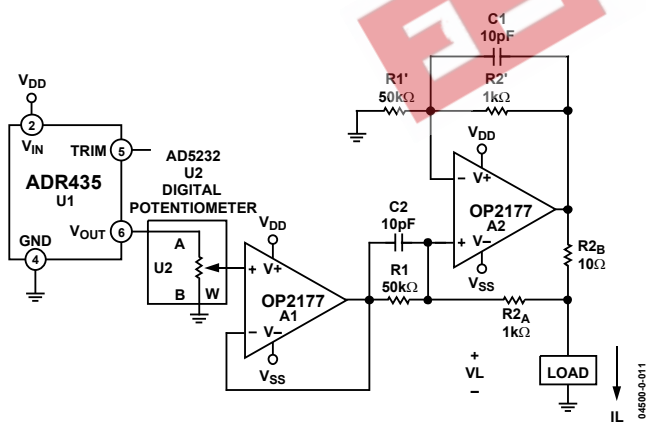 C1
10pF
R1'
50kΩ
R2'
1kΩ
VDD
2
VIN
TRIM
5
ADR435
U1
VOUT
6
GND
4
AD5232
U2
DIGITAL
POTENTIOMETER
A
U2
B
W
VDD
+
V+
OP2177
A1
−
V−
VSS
C2
10pF
R1
50kΩ
VDD
−
V+
OP2177
A2
+
V−
VSS
R2B
10Ω
R2A
1kΩ
+
VL
−
LOAD
IL
04500-0-011